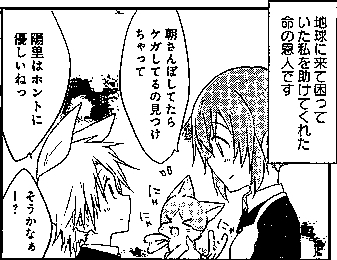 地球に来て困って
いた私を助けてくれた
命の恩人です
朝さんぽしてたら
ケガしてるの見つけ
ちゃって
陽里はホントに
優しいねっ
そうかなぁ
ー？
にゃ
にゃ